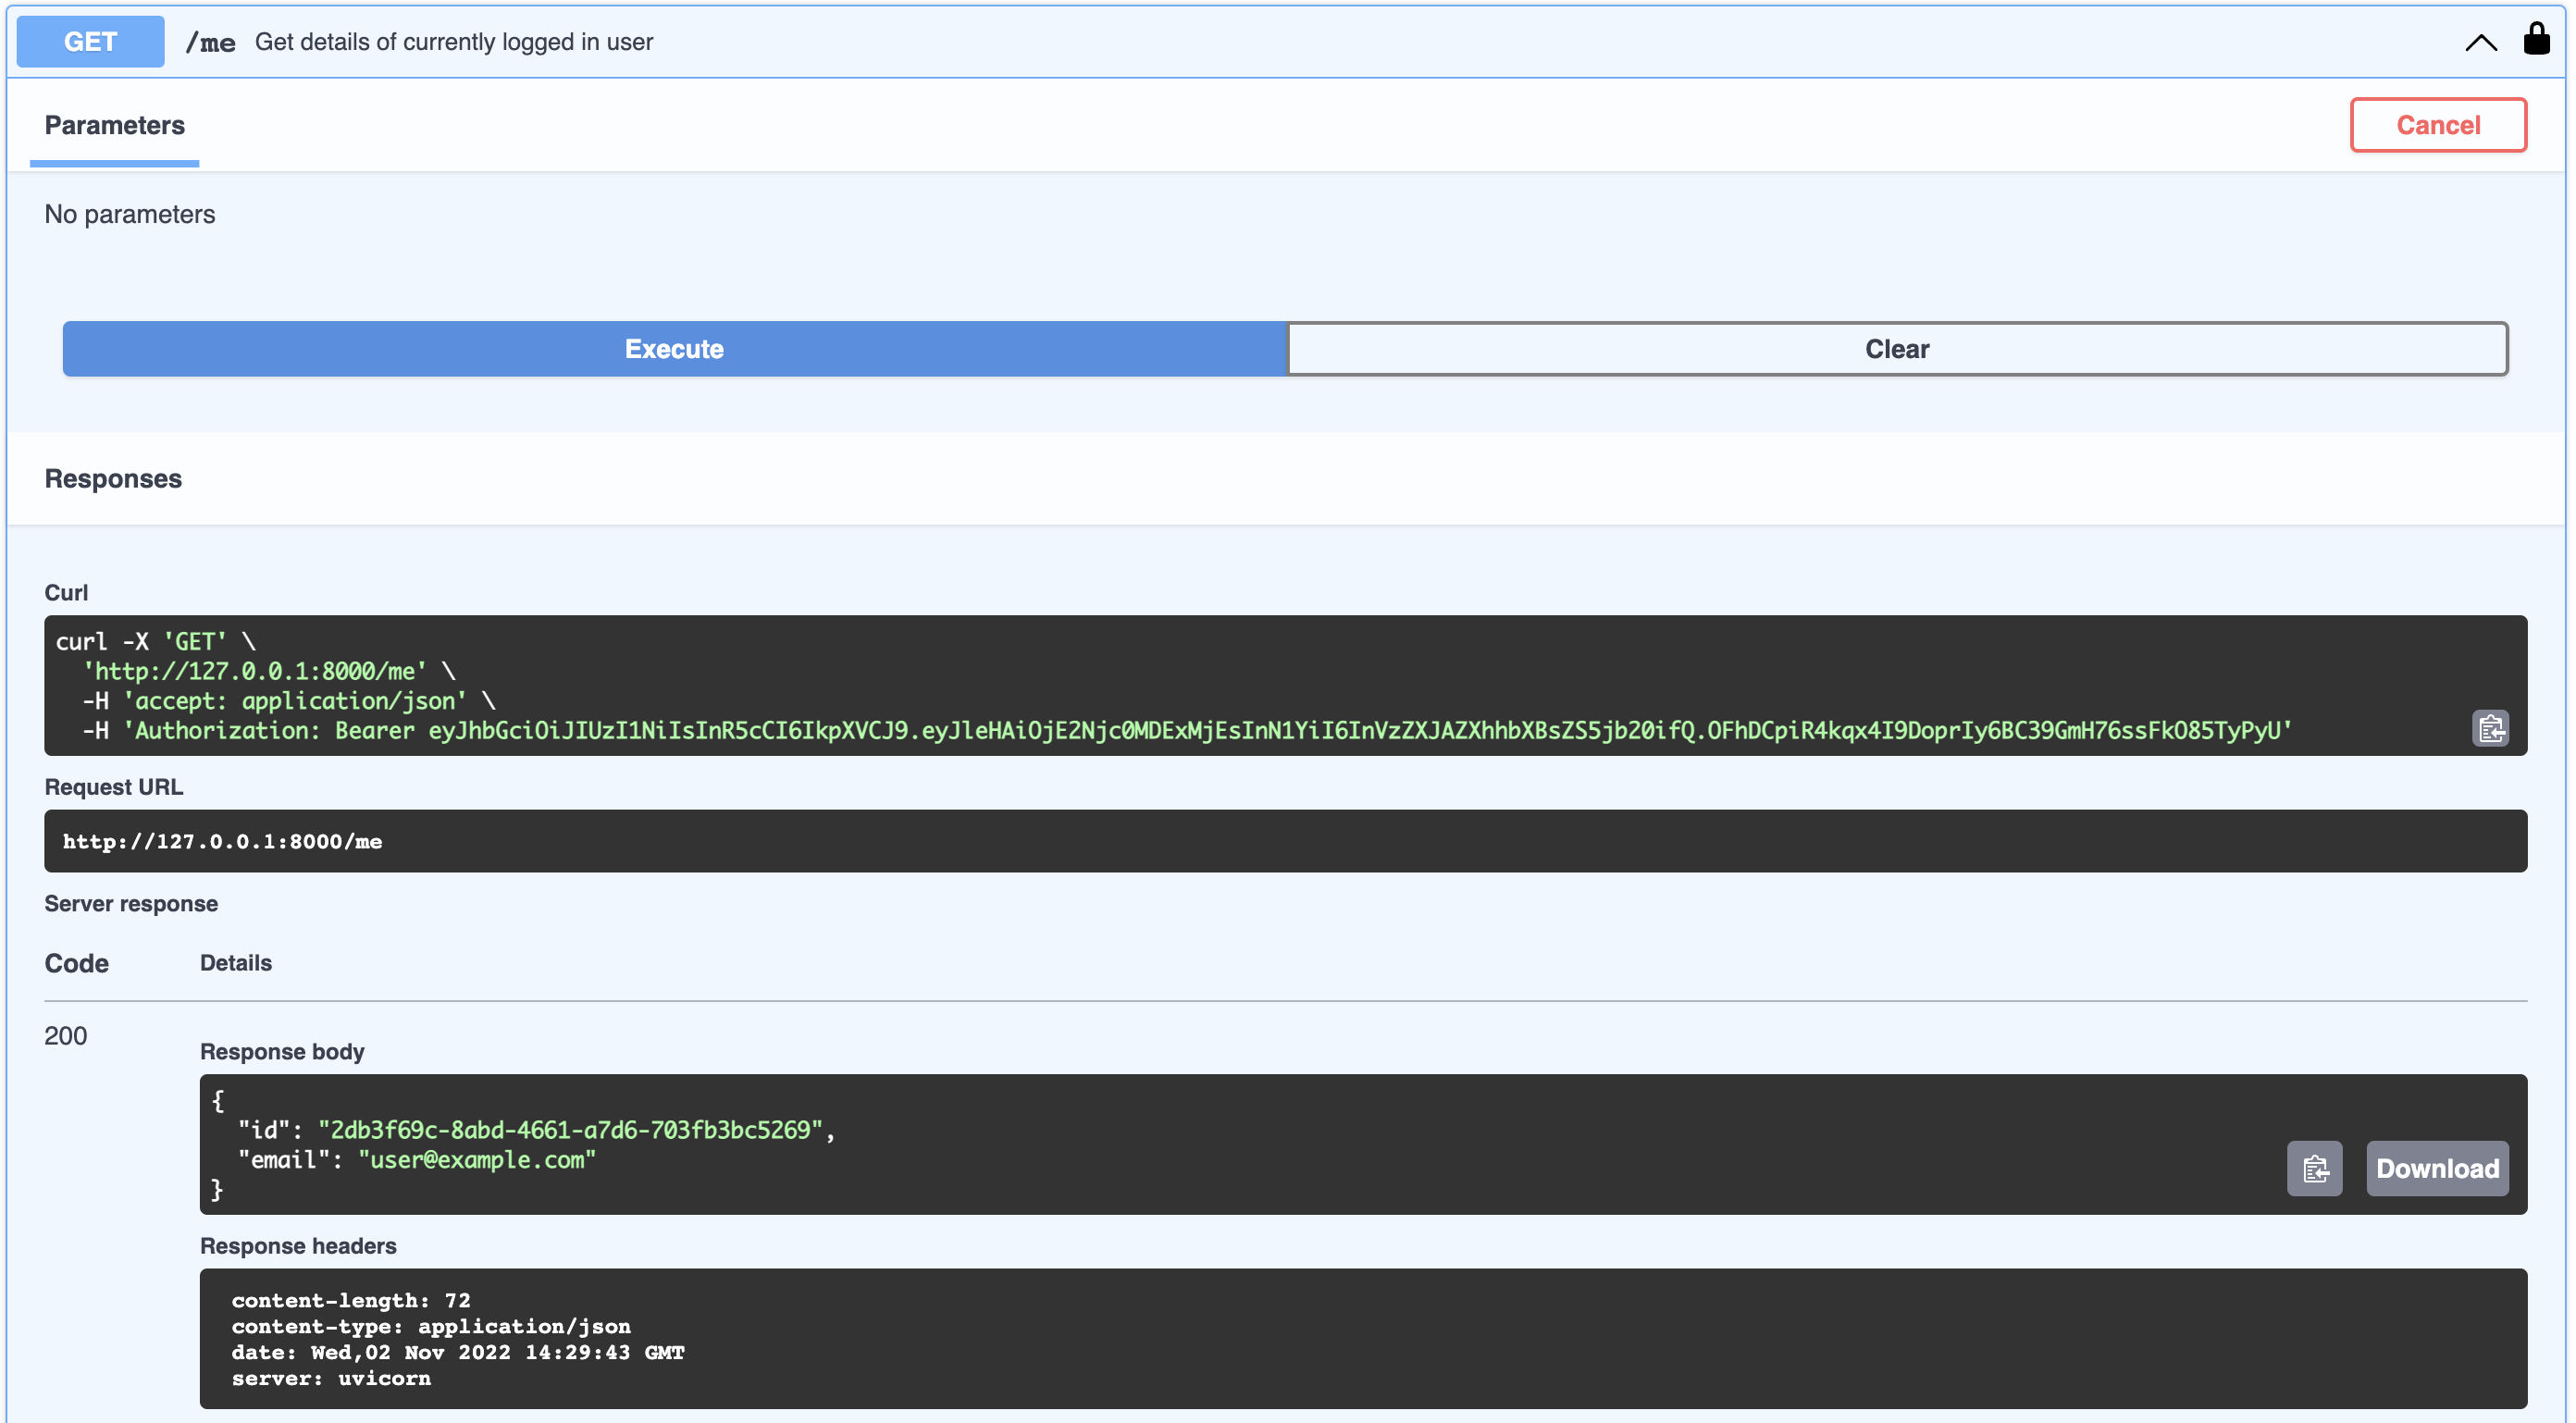 GET /me Get details of currently logged in user
Parameters
Cancel
No parameters
Execute
Clear
Responses
Curl
curl -X 'GET' \
'http://127.0.0.1:8000/me' \
-H 'accept: application/json' \
-H 'Authorization: Bearer eyJhbGciOiJIUzI1NiIsInR5cCI6IkpXVCJ9.eyJleHAiOjE2Njc0MDExMjEsInN1YiI6InVzZXJAZXhhbXBsZS5jb20ifQ.OFhDCpiR4kqx4I9DoprIy6BC39GmH76ssFkO85TyPyU'
Request URL
http://127.0.0.1:8000/me
Server response
Code Details
200
Response body
{
"id": "2db3f69c-8abd-4661-a7d6-703fb3bc5269",
"email": "user@example.com"
}
Download
Response headers
content-length: 72
content-type: application/json
date: Wed,02 Nov 2022 14:29:43 GMT
server: uvicorn